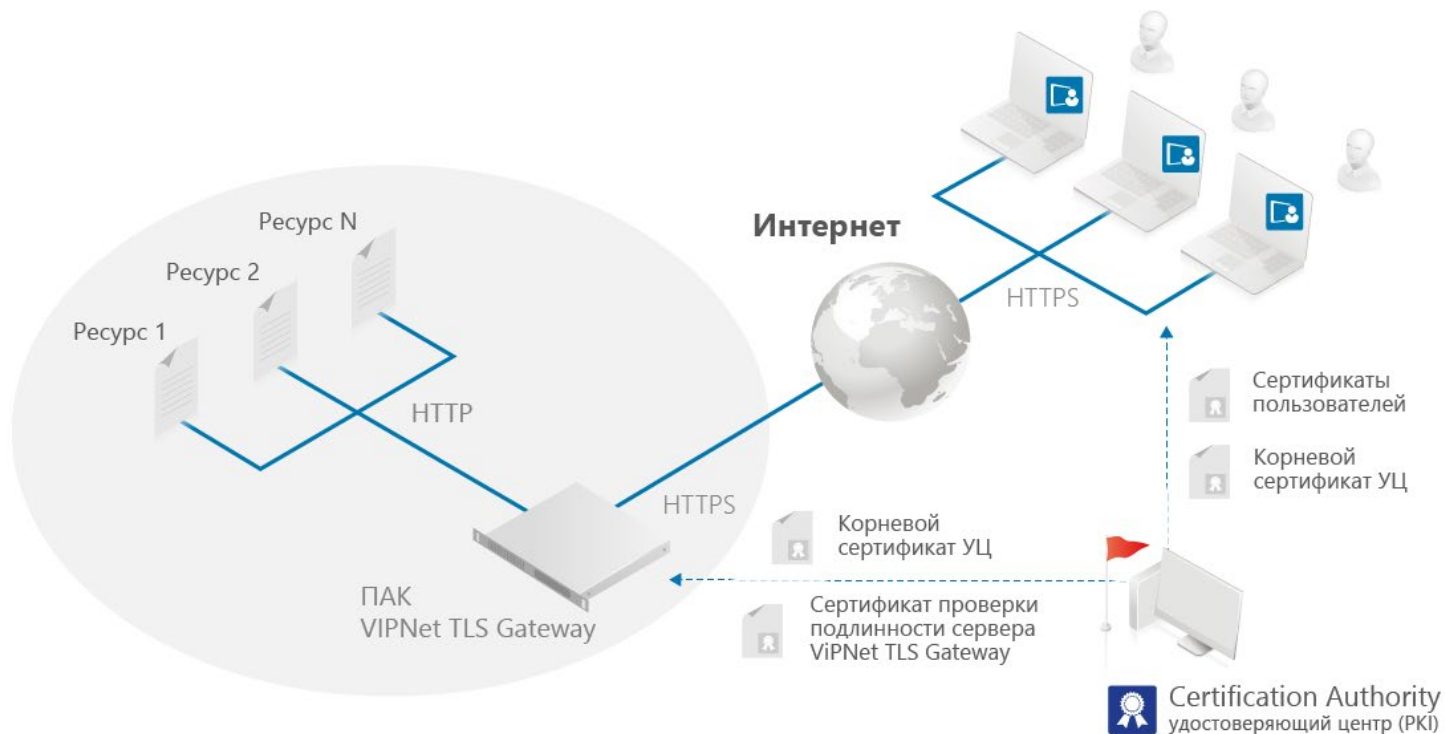 Ресурс N
Ресурс 2
Ресурс 1
HTTP
HTTPS
ПАК
VIPNet TLS Gateway
Интернет
HTTPS
Сертификаты
пользователей
Корневой
сертификат УЦ
Корневой
сертификат УЦ
Сертификат проверки
подлинности сервера
ViPNet TLS Gateway
Certification Authority
удостоверяющий центр (PKI)